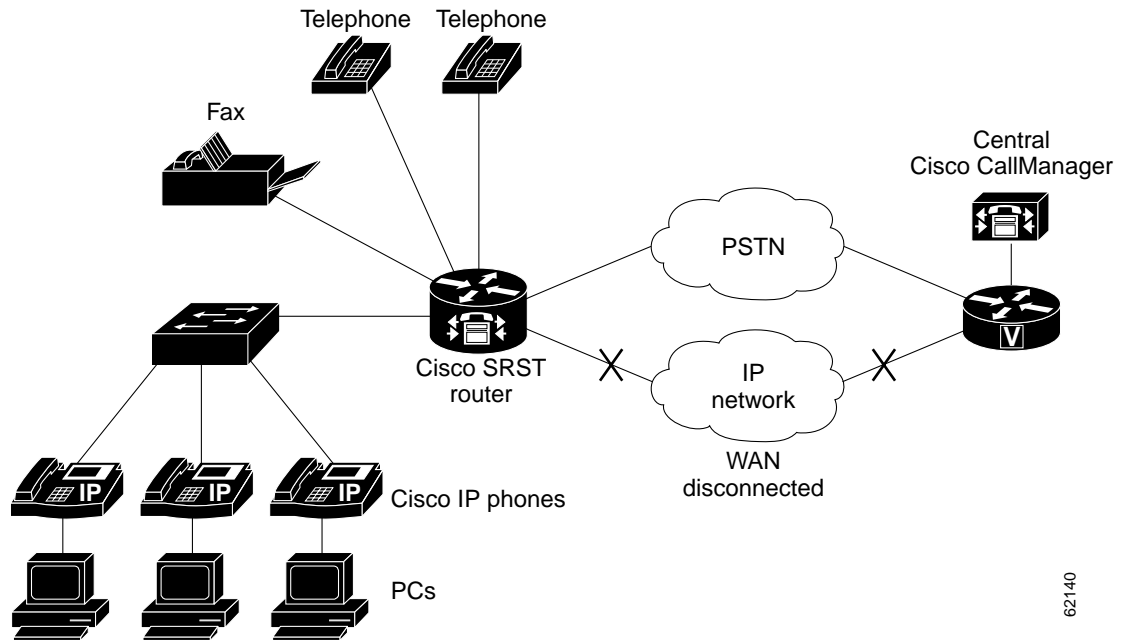 Telephone
Telephone
Fax
Central
Cisco CallManager
PSTN
V
Cisco SRST
router
IP
network
WAN
disconnected
IP
IP
IP
Cisco IP phones
PCs
62140